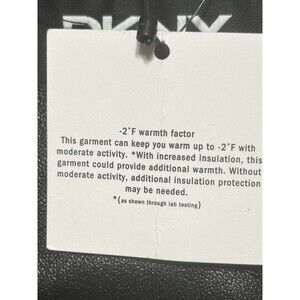 DKNY
-2°F warmth factor
This garment can keep you warm up to -2°F with
moderate activity. *With increased insulation, this
garment could provide additional warmth. Without
moderate activity, additional insulation protection
may be needed.
*(as shown through lab testing)